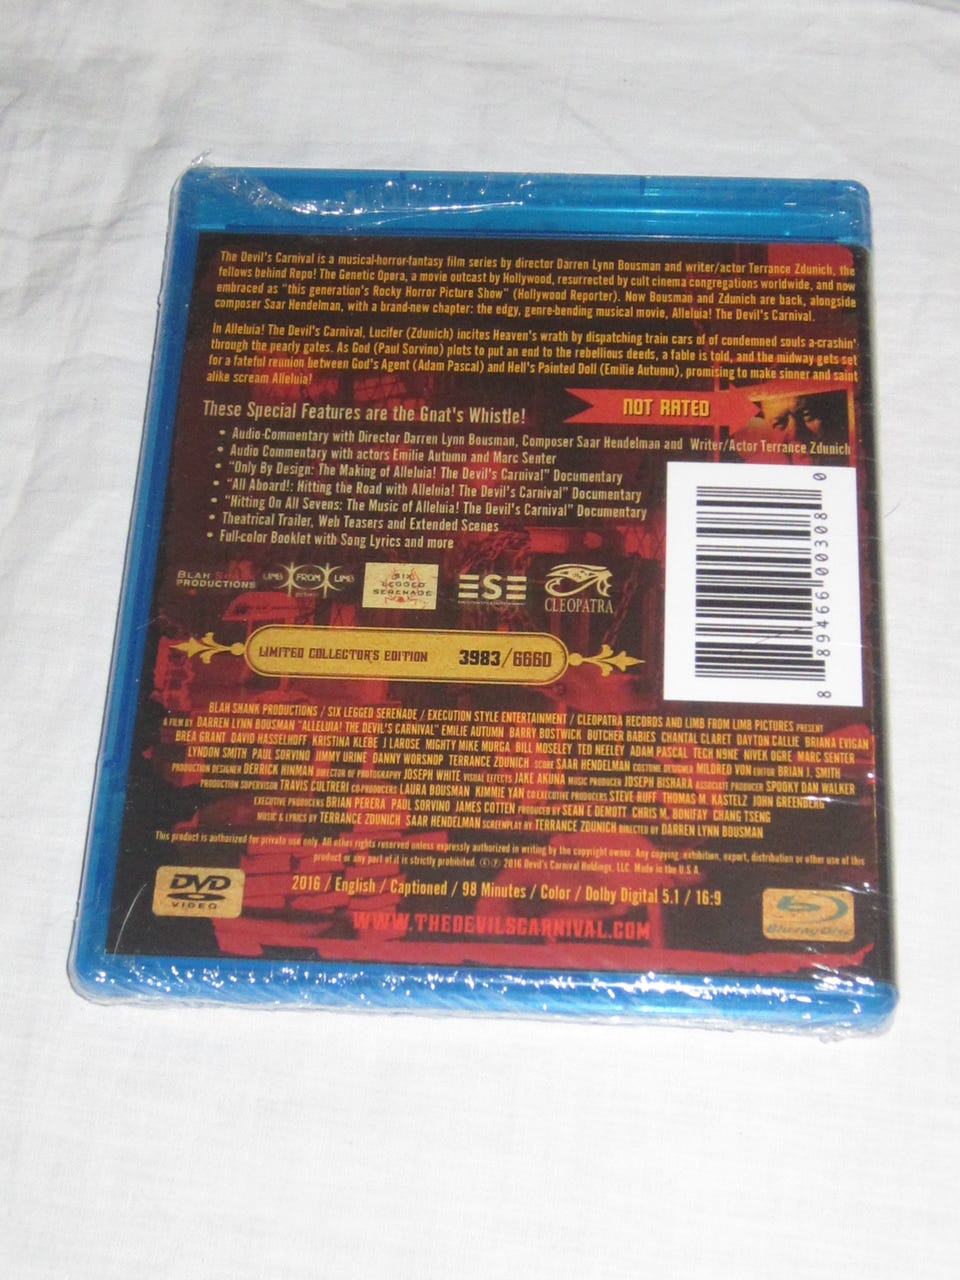 The Devil's Carnival is a musical-horror-fantasy film series by director Darren Lynn Bousman and writer/actor Terrance Zdunich, the
fellows behind Repo! The Genetic Opera, a movie outcast by Hollywood, resurrected by cult cinema congregations worldwide, and now
embraced as "this generation's Rocky Horror Picture Show" (Hollywood Reporter). Now Bousman and Zdunich are back, alongside
composer Saar Hendelman, with a brand-new chapter: the edgy, genre-bending musical movie, Alleluia! The Devil's Carnival.
In Alleluia! The Devil's Carnival, Lucifer (Zdunich) incites Heaven's wrath by dispatching train cars of of condemned souls a-crashin'
through the pearly gates. As God (Paul Sorvino) plots to put an end to the rebellious deeds, a fable is told, and the midway gets set
for a fateful reunion between God's Agent (Adam Pascal) and Hell's Painted Doll (Emilie Autumn), promising to make sinner and saint
alike scream Alleluia!
These Special Features are the Gnat's Whistle!
NOT RATED
• Audio-Commentary with Director Darren Lynn Bousman, Composer Saar Hendelman and Writer/Actor Terrance Zdunich
• Audio Commentary with actors Emilie Autumn and Marc Senter
• "Only By Design: The Making of Alleluia! The Devil's Carnival" Documentary
• "All Aboard!: Hitting the Road with Alleluia! The Devil's Carnival" Documentary
• "Hitting On All Sevens: The Music of Alleluia! The Devil's Carnival" Documentary
• Theatrical Trailer, Web Teasers and Extended Scenes
• Full-color Booklet with Song Lyrics and more
8 89466 00308 0
BLAH SHANK PRODUCTIONS
LIMB FROM LIMB
SIX LEGGED SERENADE
ESE
CLEOPATRA
LIMITED COLLECTOR'S EDITION 3983/6660
BLAH SHANK PRODUCTIONS / SIX LEGGED SERENADE / EXECUTION STYLE ENTERTAINMENT / CLEOPATRA RECORDS AND LIMB FROM LIMB PICTURES PRESENT
A FILM BY DARREN LYNN BOUSMAN "ALLELUIA! THE DEVIL'S CARNIVAL" EMILIE AUTUMN BARRY BOSTWICK BUTCHER BABIES CHANTAL CLARET DAYTON CALLIE BRIANA EVIGAN
BREA GRANT DAVID HASSELHOFF KRISTINA KLEBE J LAROSE MIGHTY MIKE MURGA BILL MOSELEY TED NEELEY ADAM PASCAL TECH N9NE NIVEK OGRE MARC SENTER
LYNDON SMITH PAUL SORVINO JIMMY URINE DANNY WORSNOP TERRANCE ZDUNICH SCORE SAAR HENDELMAN COSTUME DESIGNER MILDRED VON EDITOR BRIAN J. SMITH
PRODUCTION DESIGNER DERRICK HINMAN DIRECTOR OF PHOTOGRAPHY JOSEPH WHITE VISUAL EFFECTS JAKE AKUNA MUSIC PRODUCER JOSEPH BISHARA ASSOCIATE PRODUCER SPOOKY DAN WALKER
PRODUCTION SUPERVISOR TRAVIS CULTRERI CO-PRODUCERS LAURA BOUSMAN KIMMIE YAN CO EXECUTIVE PRODUCERS STEVE RUFF THOMAS M. KASTELZ JOHN GREENBERG
EXECUTIVE PRODUCERS BRIAN PERERA PAUL SORVINO JAMES COTTEN PRODUCED BY SEAN E DEMOTT CHRIS M. BONIFAY CHANG TSENG
MUSIC & LYRICS BY TERRANCE ZDUNICH SAAR HENDELMAN SCREENPLAY BY TERRANCE ZDUNICH DIRECTED BY DARREN LYNN BOUSMAN
This product is authorized for private use only. All other rights reserved unless expressly authorized in writing by the copyright owner. Any copying, exhibition, export, distribution or other use of this
product or any part of it is strictly prohibited. ©℗ 2016 Devil's Carnival Holdings, LLC. Made in the U.S.A.
DVD VIDEO
2016 / English / Captioned / 98 Minutes / Color / Dolby Digital 5.1 / 16:9
Blu-ray Disc
WWW.THEDEVILSCARNIVAL.COM